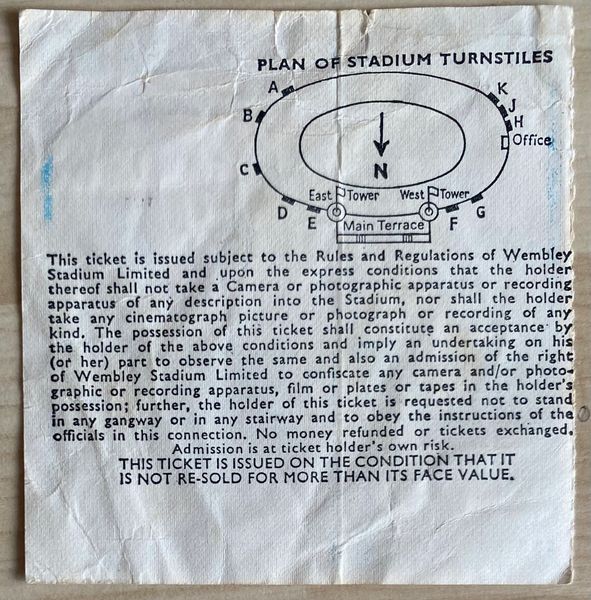 PLAN OF STADIUM TURNSTILES
A
K
B
J
H
Office
N
C
East Tower
West Tower
D
E
Main Terrace
F
G
This ticket is issued subject to the Rules and Regulations of Wembley
Stadium Limited and upon the express conditions that the holder
thereof shall not take a Camera or photographic apparatus or recording
apparatus of any description into the Stadium, nor shall the holder
take any cinematograph picture or photograph or recording of any
kind. The possession of this ticket shall constitute an acceptance by
the holder of the above conditions and imply an undertaking on his
(or her) part to observe the same and also an admission of the right
of Wembley Stadium Limited to confiscate any camera and/or photo-
graphic or recording apparatus, film or plates or tapes in the holder's
possession; further, the holder of this ticket is requested not to stand
in any gangway or in any stairway and to obey the instructions of the
officials in this connection. No money refunded or tickets exchanged.
Admission is at ticket holder's own risk.
THIS TICKET IS ISSUED ON THE CONDITION THAT IT
IS NOT RE-SOLD FOR MORE THAN ITS FACE VALUE.